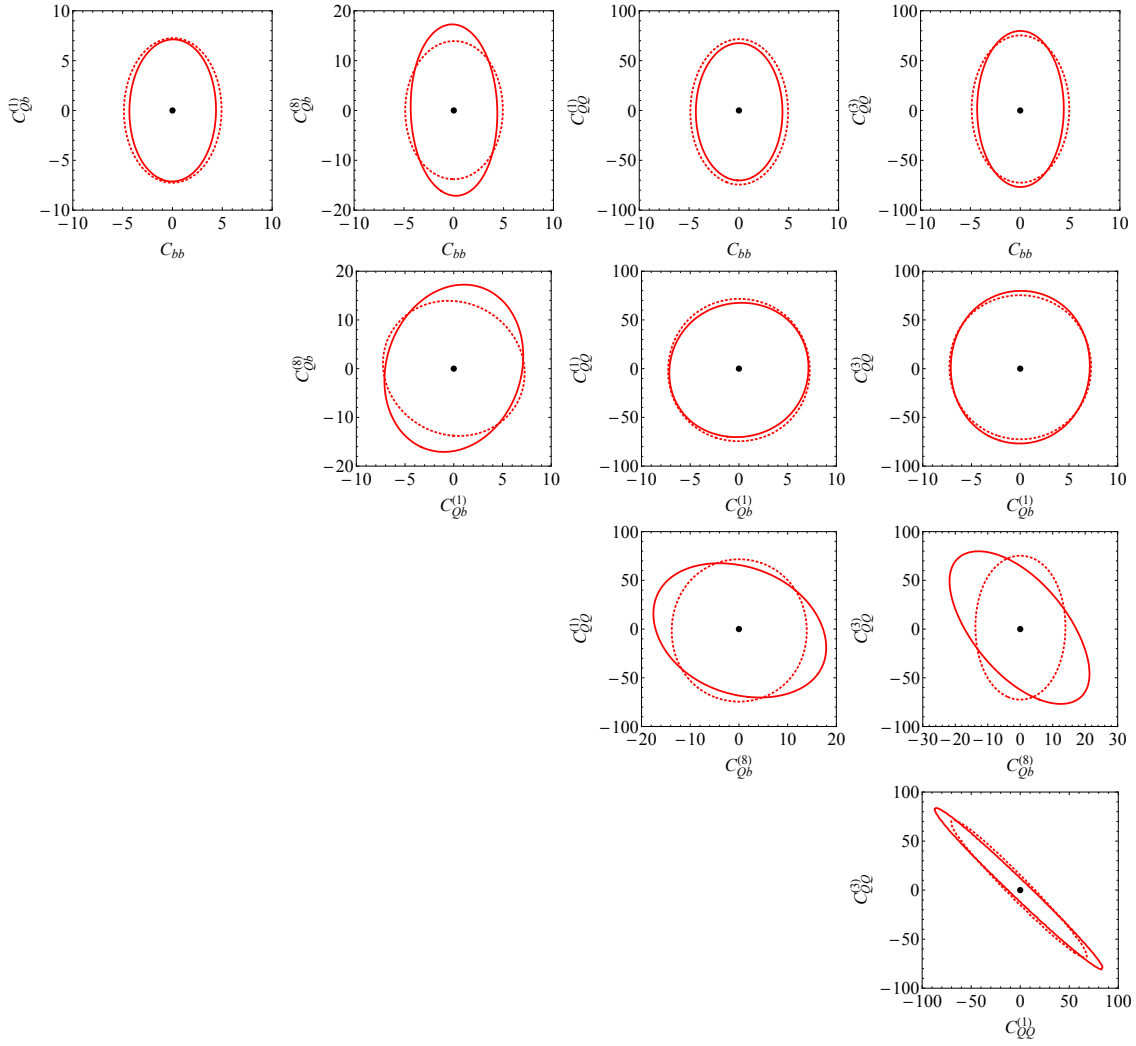 10 20 100 100
5 10 50 50
C_{Qb}^{(1)} 0 C_{Qb}^{(8)} 0 C_{QQ}^{(1)} 0 C_{QQ}^{(3)} 0
−5 −10 −50 −50
−10 −20 −100 −100
−10 −5 0 5 10 −10 −5 0 5 10 −10 −5 0 5 10 −10 −5 0 5 10
C_{bb} C_{bb} C_{bb} C_{bb}
20 100 100
10 50 50
C_{Qb}^{(8)} 0 C_{QQ}^{(1)} 0 C_{QQ}^{(3)} 0
−10 −50 −50
−20 −100 −100
−10 −5 0 5 10 −10 −5 0 5 10 −10 −5 0 5 10
C_{Qb}^{(1)} C_{Qb}^{(1)} C_{Qb}^{(1)}
100 100
50 50
C_{QQ}^{(1)} 0 C_{QQ}^{(3)} 0
−50 −50
−100 −100
−20 −10 0 10 20 −30 −20 −10 0 10 20 30
C_{Qb}^{(8)} C_{Qb}^{(8)}
100
50
C_{QQ}^{(3)} 0
−50
−100
−100 −50 0 50 100
C_{QQ}^{(1)}